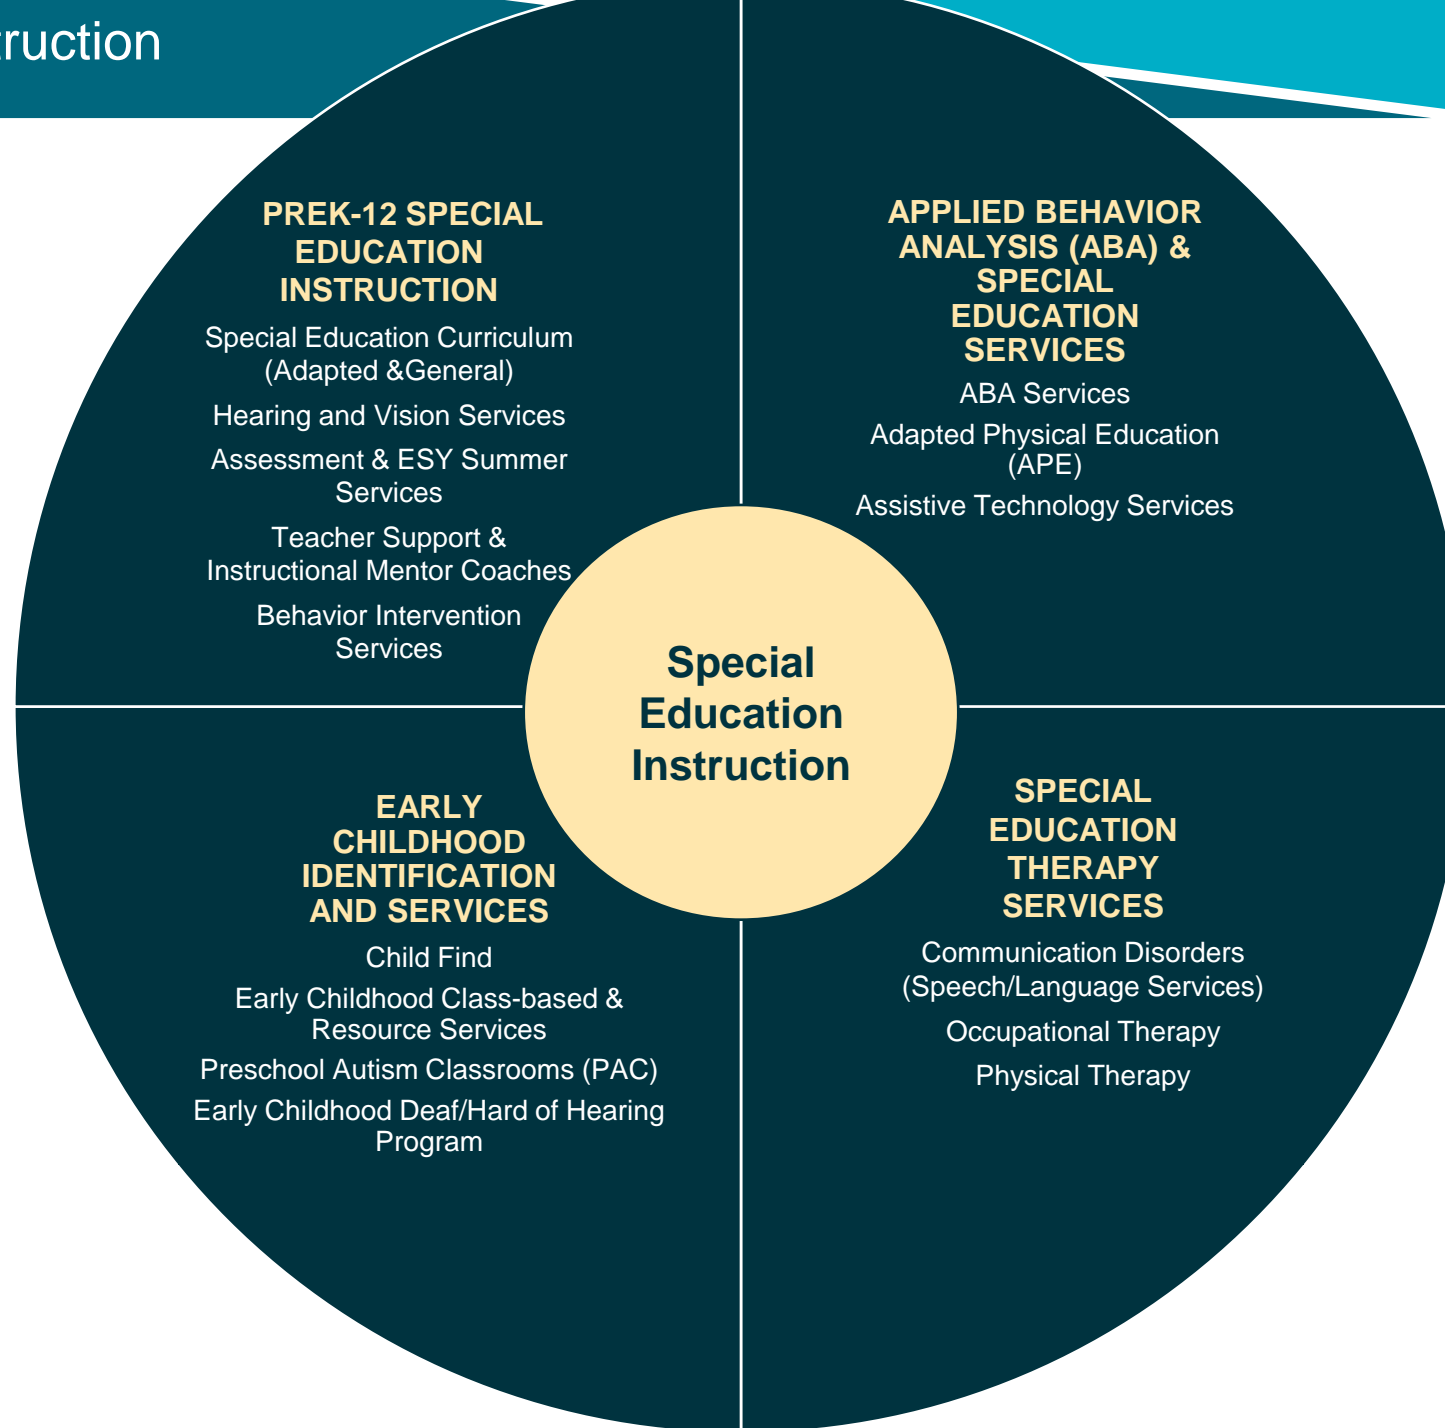 ruction
PREK-12 SPECIAL
EDUCATION
INSTRUCTION
Special Education Curriculum
(Adapted &General)
Hearing and Vision Services
Assessment & ESY Summer
Services
Teacher Support &
Instructional Mentor Coaches
Behavior Intervention
Services
APPLIED BEHAVIOR
ANALYSIS (ABA) &
SPECIAL
EDUCATION
SERVICES
ABA Services
Adapted Physical Education
(APE)
Assistive Technology Services
Special
Education
Instruction
EARLY
CHILDHOOD
IDENTIFICATION
AND SERVICES
Child Find
Early Childhood Class-based &
Resource Services
Preschool Autism Classrooms (PAC)
Early Childhood Deaf/Hard of Hearing
Program
SPECIAL
EDUCATION
THERAPY
SERVICES
Communication Disorders
(Speech/Language Services)
Occupational Therapy
Physical Therapy